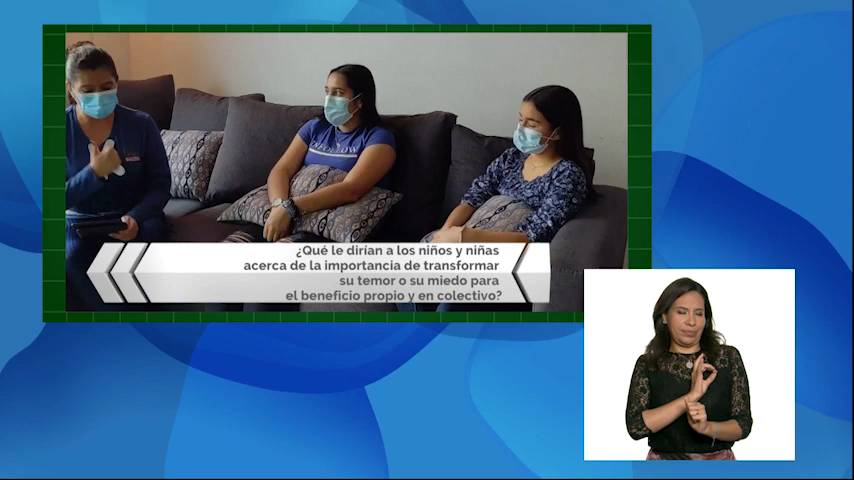 ¿Qué le dirían a los niños y niñas
acerca de la importancia de transformar
su temor o su miedo para
el beneficio propio y en colectivo?